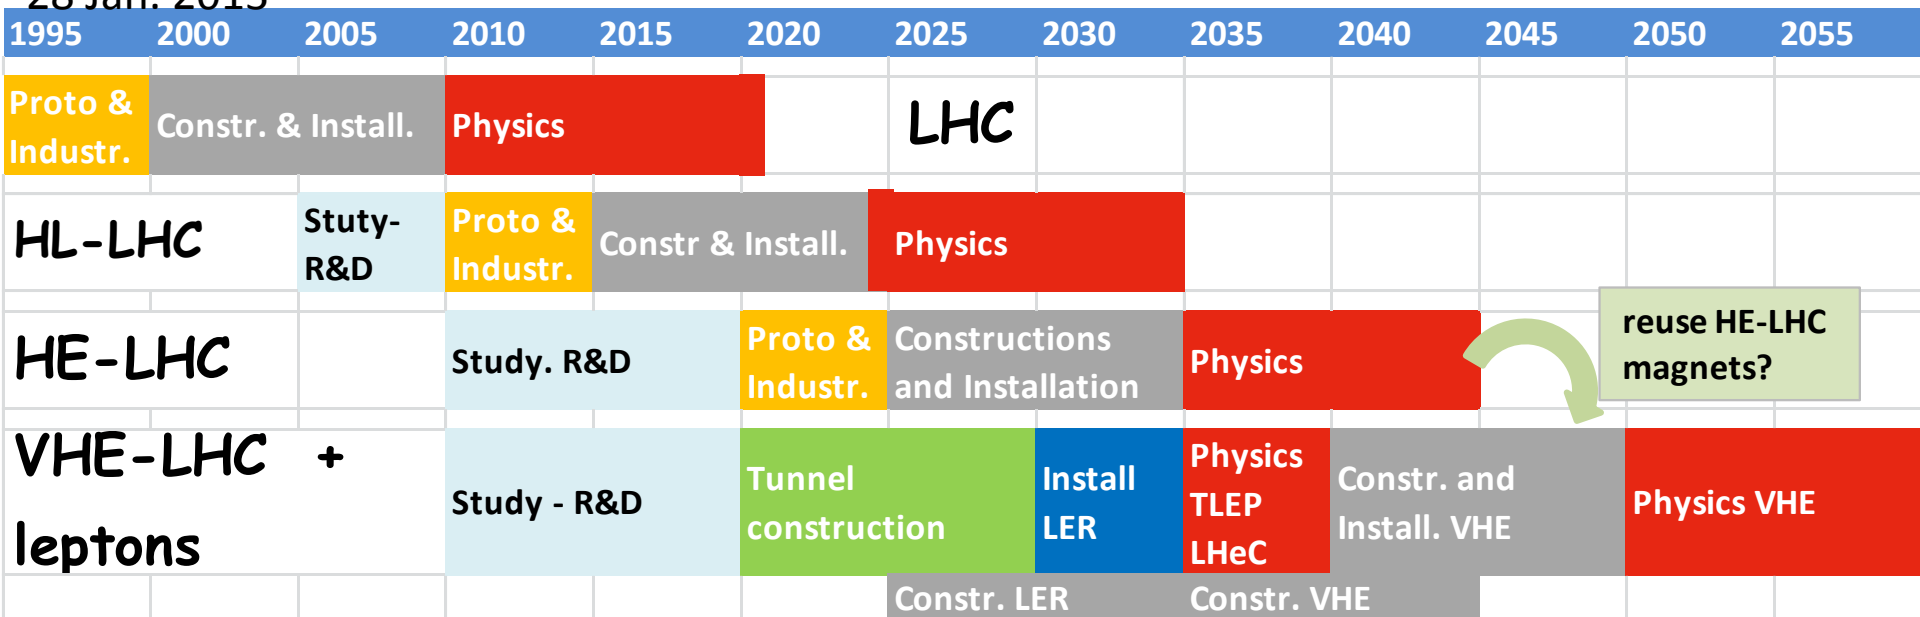 28 Jan. 2013
1995 2000 2005 2010 2015 2020 2025 2030 2035 2040 2045 2050 2055
Proto &
Industr.
Constr. & Install.
Physics
LHC
HL-LHC
Stuty-
R&D
Proto &
Industr.
Constr & Install.
Physics
HE-LHC
Study. R&D
Proto &
Industr.
Constructions
and Installation
Physics
reuse HE-LHC
magnets?
VHE-LHC +
leptons
Study - R&D
Tunnel
construction
Install
LER
Physics
TLEP
LHeC
Constr. and
Install. VHE
Physics VHE
Constr. LER
Constr. VHE